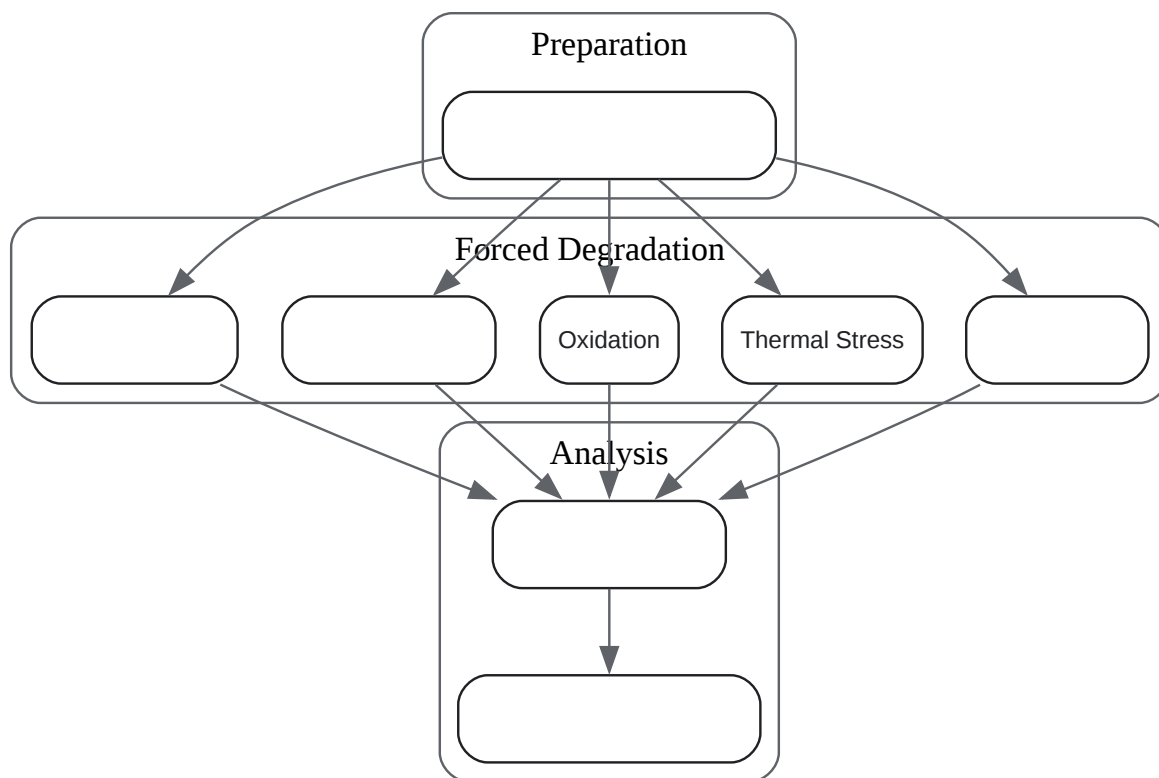 Preparation
Forced Degradation
Oxidation
Thermal Stress
Analysis